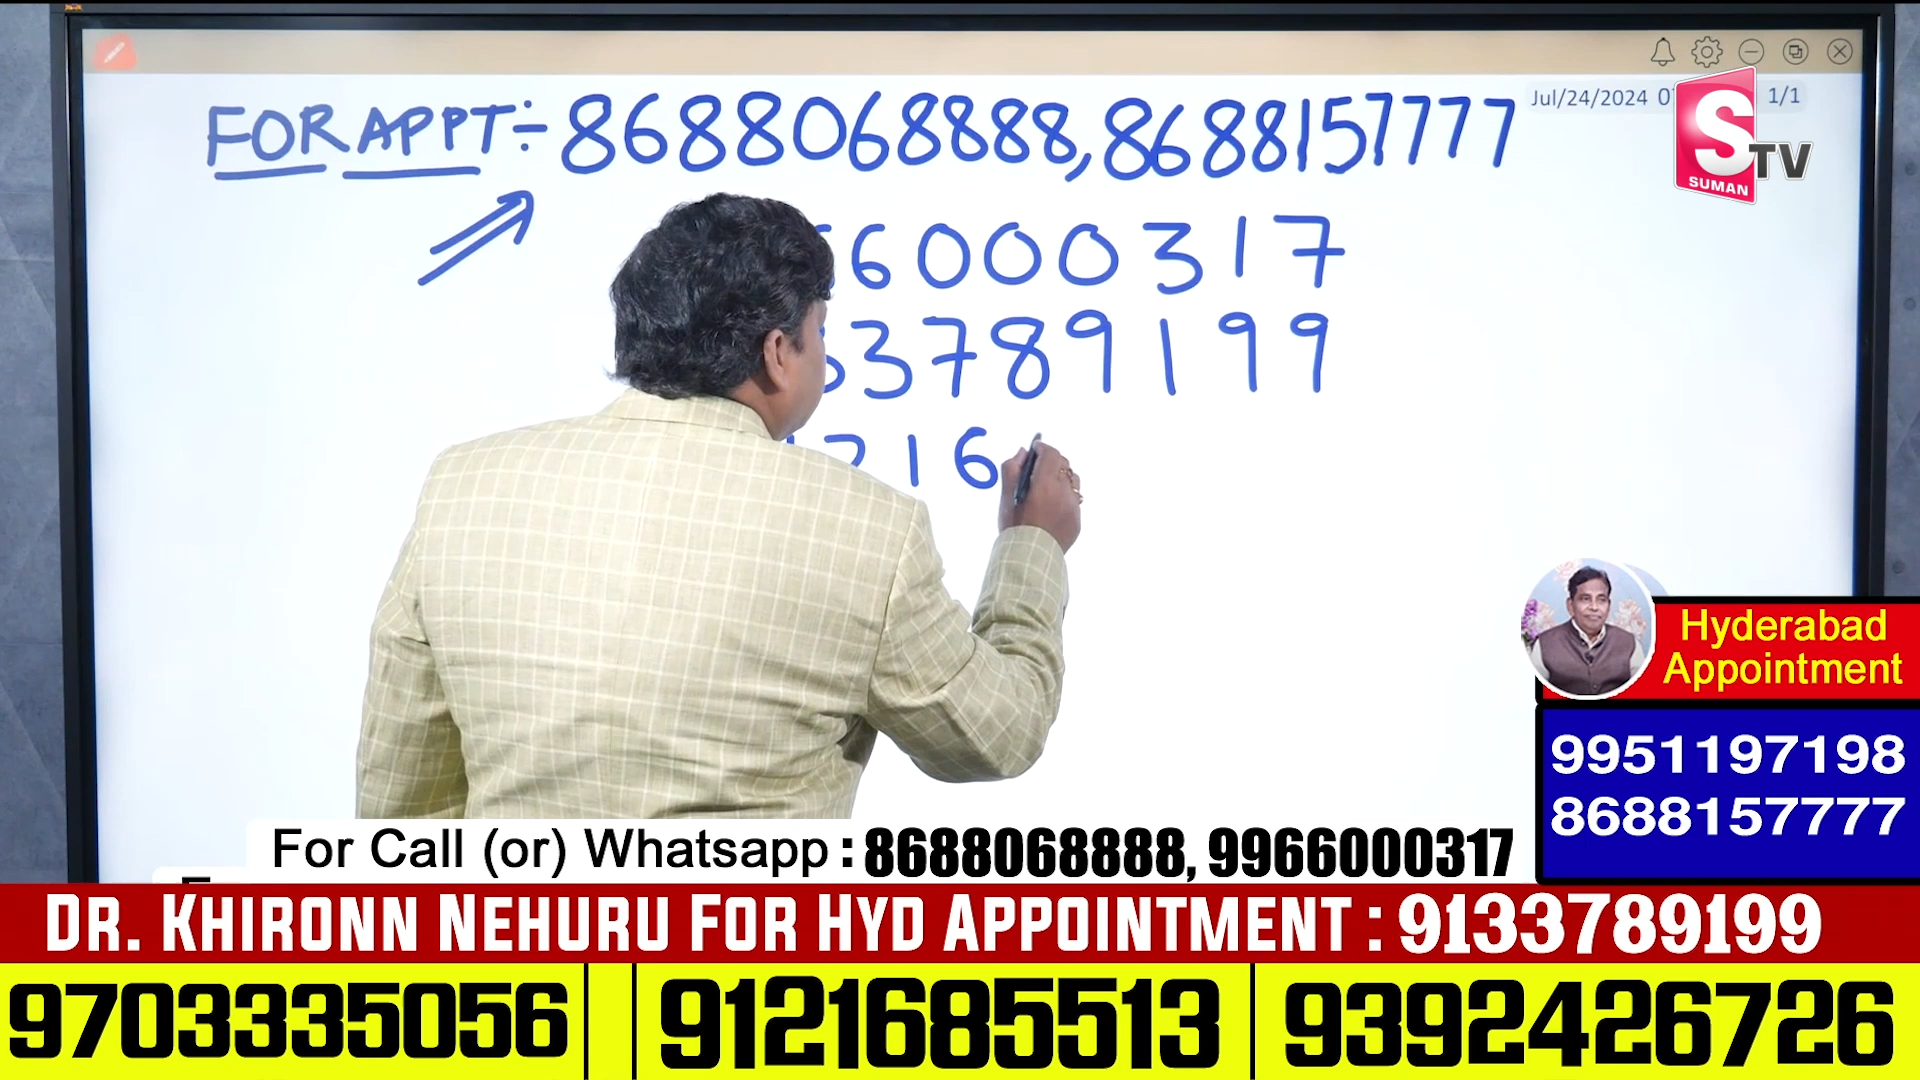 Jul/24/2024
1/1
FOR APPT:- 8688068888, 8688157777
S TV
SUMAN
6000317
3789199
216
Hyderabad
Appointment
9951197198
8688157777
For Call (or) Whatsapp : 8688068888, 9966000317
DR. KHIRONN NEHURU FOR HYD APPOINTMENT : 9133789199
9703335056
9121685513
9392426726